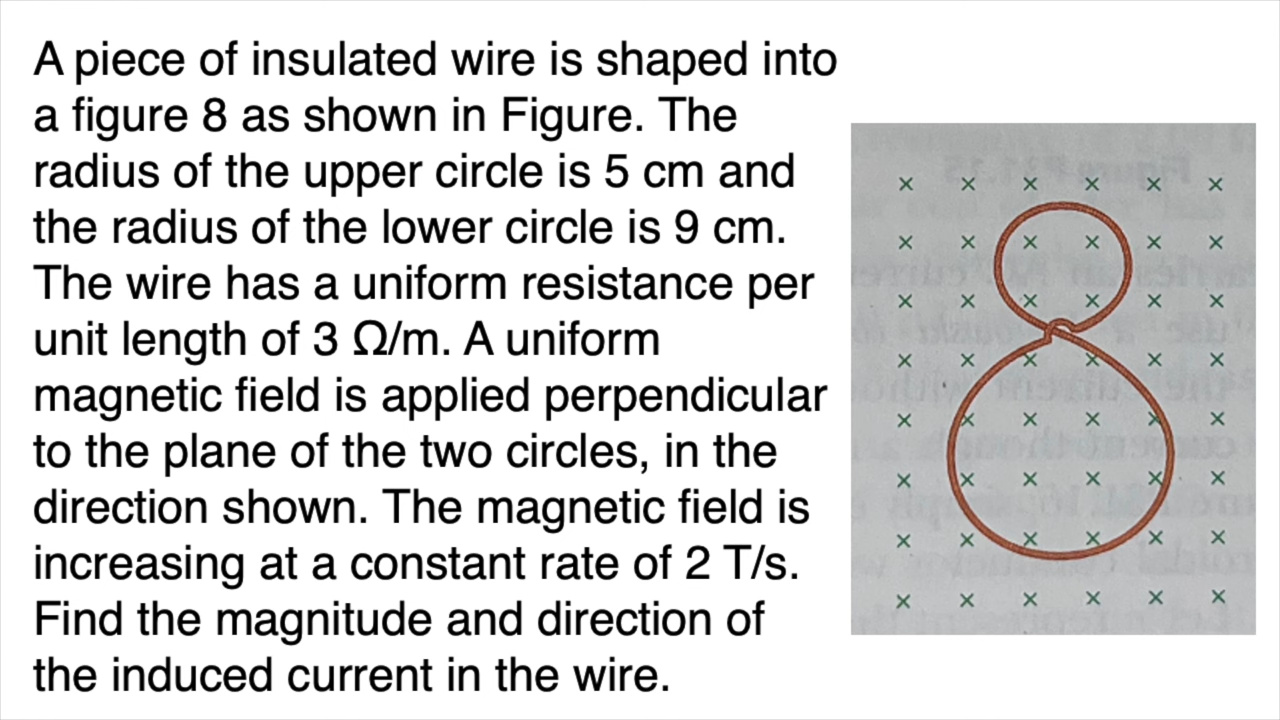 A piece of insulated wire is shaped into
a figure 8 as shown in Figure. The
radius of the upper circle is 5 cm and
the radius of the lower circle is 9 cm.
The wire has a uniform resistance per
unit length of 3 Ω/m. A uniform
magnetic field is applied perpendicular
to the plane of the two circles, in the
direction shown. The magnetic field is
increasing at a constant rate of 2 T/s.
Find the magnitude and direction of
the induced current in the wire.